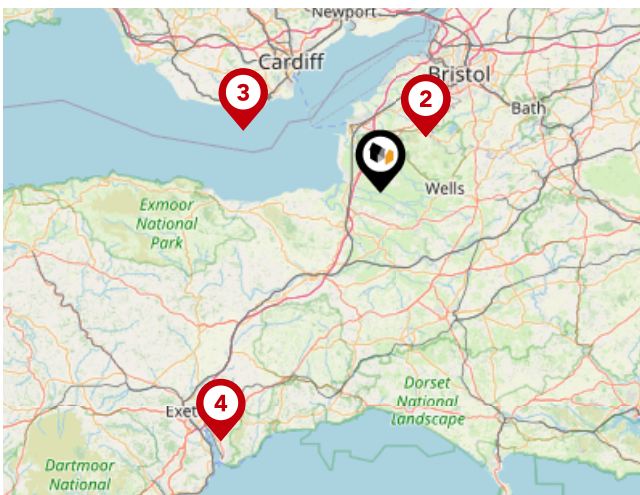 Newport
Cardiff
Bristol
3
2
Bath
Wells
Exmoor
National
Park
Dorset
National
Landscape
4
Exet
Dartmoor
National